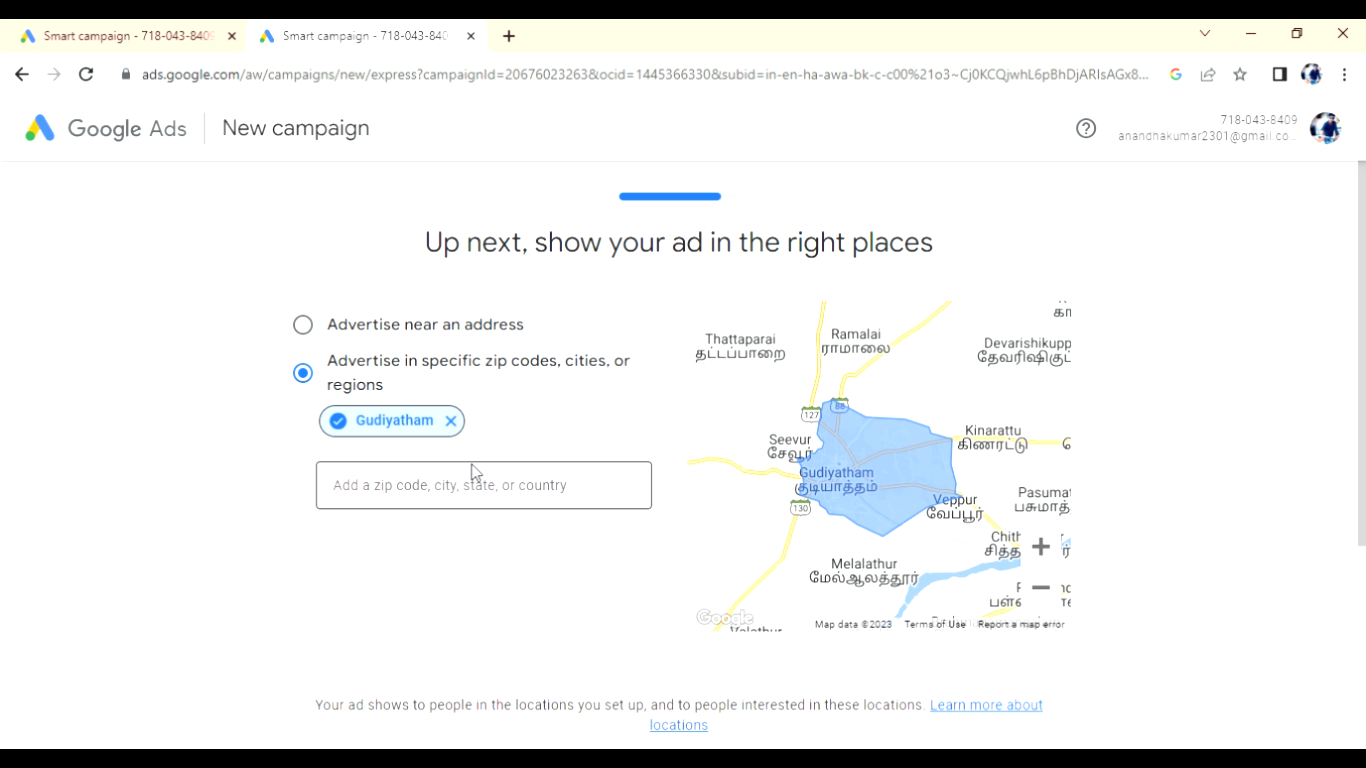 Smart campaign - 718-043-8409
Smart campaign - 718-043-840
ads.google.com/aw/campaigns/new/express?campaignId=20676023263&ocid=1445366330&subid=in-en-ha-awa-bk-c-c00%21o3~Cj0KCQjwhL6pBhDjARIsAGx8...
Google Ads
New campaign
718-043-8409
anandhakumar2301@gmail.co...
Up next, show your ad in the right places
Advertise near an address
Advertise in specific zip codes, cities, or
regions
Gudiyatham
Add a zip code, city, state, or country
Thattaparai
தட்டப்பாறை
Ramalai
ராமாலை
கா
Devarishikupp
தேவரிஷிகுப்
127
88
Seevur
சேவூர்
Kinarattu
கிணரட்டு
Gudiyatham
குடியாத்தம்
130
Veppur
வேப்பூர்
Pasumat
பசுமாத்
Chith
சித்த
Melalathur
மேல்ஆலத்தூர்
Google
Map data ©2023
Terms of Use
Report a map error
Your ad shows to people in the locations you set up, and to people interested in these locations. Learn more about
locations